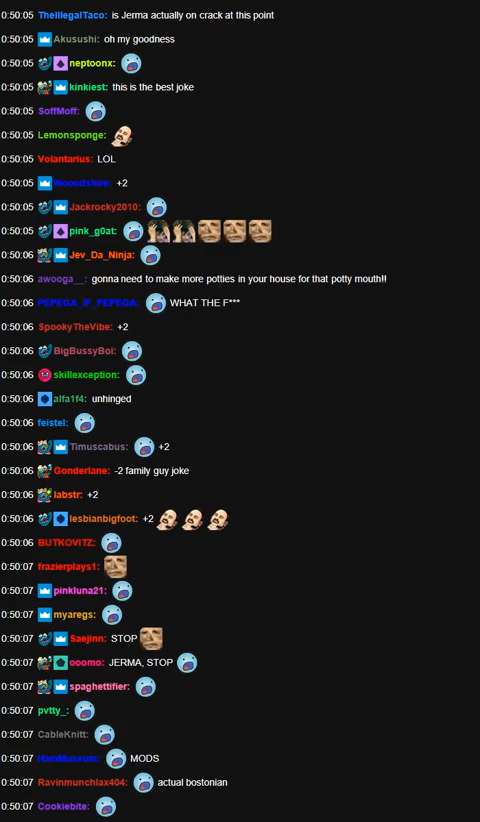 0:50:05 TheIllegalTaco: is Jerma actually on crack at this point
0:50:05 Akusushi: oh my goodness
0:50:05 neptoonx:
0:50:05 kinkiest: this is the best joke
0:50:05 SoffMoff:
0:50:05 Lemonsponge:
0:50:05 Volantarius: LOL
0:50:05 Wooodshire: +2
0:50:05 Jackrocky2010:
0:50:05 pink_g0at:
0:50:06 Jev_Da_Ninja:
0:50:06 awooga__: gonna need to make more potties in your house for that potty mouth!!
0:50:06 PEPEGA_IF_PEPEGA: WHAT THE F***
0:50:06 SpookyTheVibe: +2
0:50:06 BigBussyBoi:
0:50:06 skillexception:
0:50:06 alfa1f4: unhinged
0:50:06 feistel:
0:50:06 Timuscabus: +2
0:50:06 Gonderlane: -2 family guy joke
0:50:06 labstr: +2
0:50:06 lesbianbigfoot: +2
0:50:06 BUTKOVITZ:
0:50:07 frazierplays1:
0:50:07 pinkluna21:
0:50:07 myaregs:
0:50:07 Saejinn: STOP
0:50:07 ooomo: JERMA, STOP
0:50:07 spaghettifier:
0:50:07 pvtty_:
0:50:07 CableKnitt:
0:50:07 HamMuseum: MODS
0:50:07 Ravinmunchlax404: actual bostonian
0:50:07 Cookiebite: